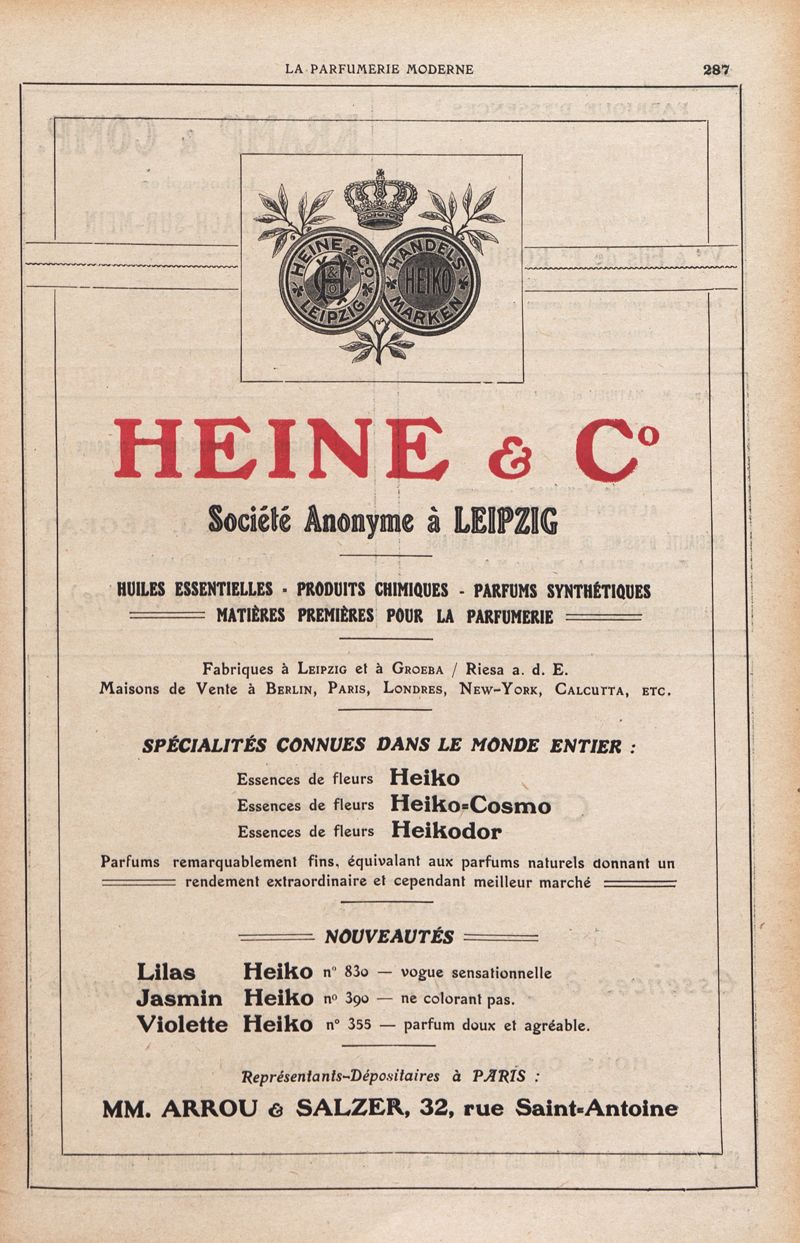 LA PARFUMERIE MODERNE
287
HEINE & Co
LEIPZIG
H&Co
HANDELS
HEIKO
MARKEN
HEINE & Co
Société Anonyme à LEIPZIG
HUILES ESSENTIELLES - PRODUITS CHIMIQUES - PARFUMS SYNTHÉTIQUES
MATIÈRES PREMIÈRES POUR LA PARFUMERIE
Fabriques à LEIPZIG et à GROEBA / Riesa a. d. E.
Maisons de Vente à BERLIN, PARIS, LONDRES, NEW-YORK, CALCUTTA, ETC.
SPÉCIALITÉS CONNUES DANS LE MONDE ENTIER :
Essences de fleurs Heiko
Essences de fleurs Heiko=Cosmo
Essences de fleurs Heikodor
Parfums remarquablement fins, équivalant aux parfums naturels donnant un
rendement extraordinaire et cependant meilleur marché
NOUVEAUTÉS
Lilas Heiko no 830 — vogue sensationnelle
Jasmin Heiko no 390 — ne colorant pas.
Violette Heiko no 355 — parfum doux et agréable.
Représentants-Dépositaires à PARIS :
MM. ARROU & SALZER, 32, rue Saint=Antoine